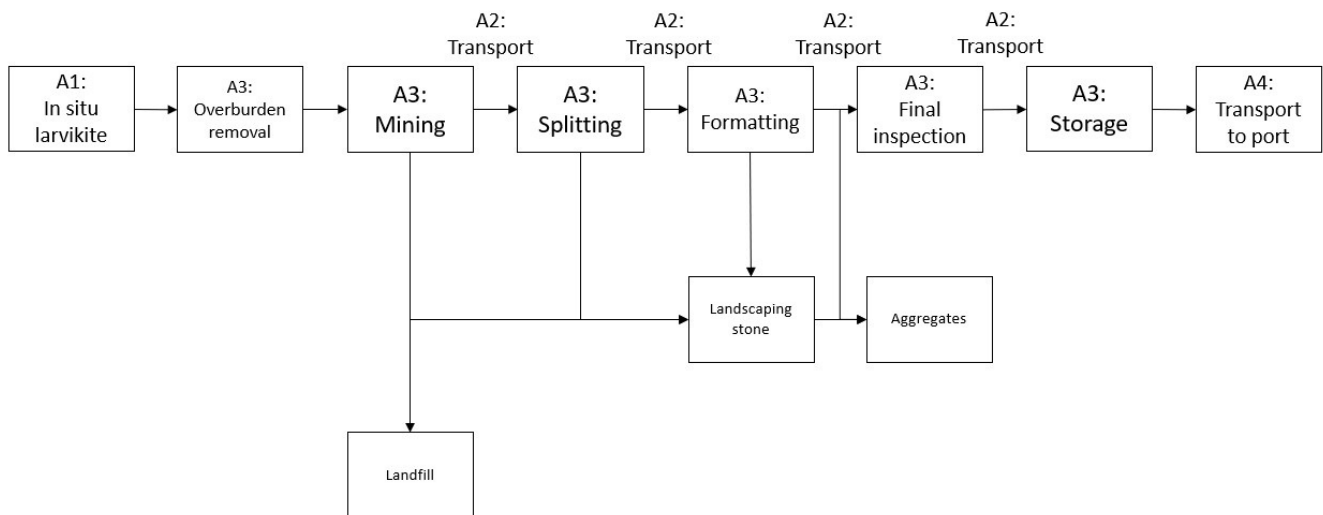 A2:
Transport
A2:
Transport
A2:
Transport
A2:
Transport
A1:
In situ
larvikite
A3:
Overburden
removal
A3:
Mining
A3:
Splitting
A3:
Formatting
A3:
Final
inspection
A3:
Storage
A4:
Transport
to port
Landscaping
stone
Aggregates
Landfill